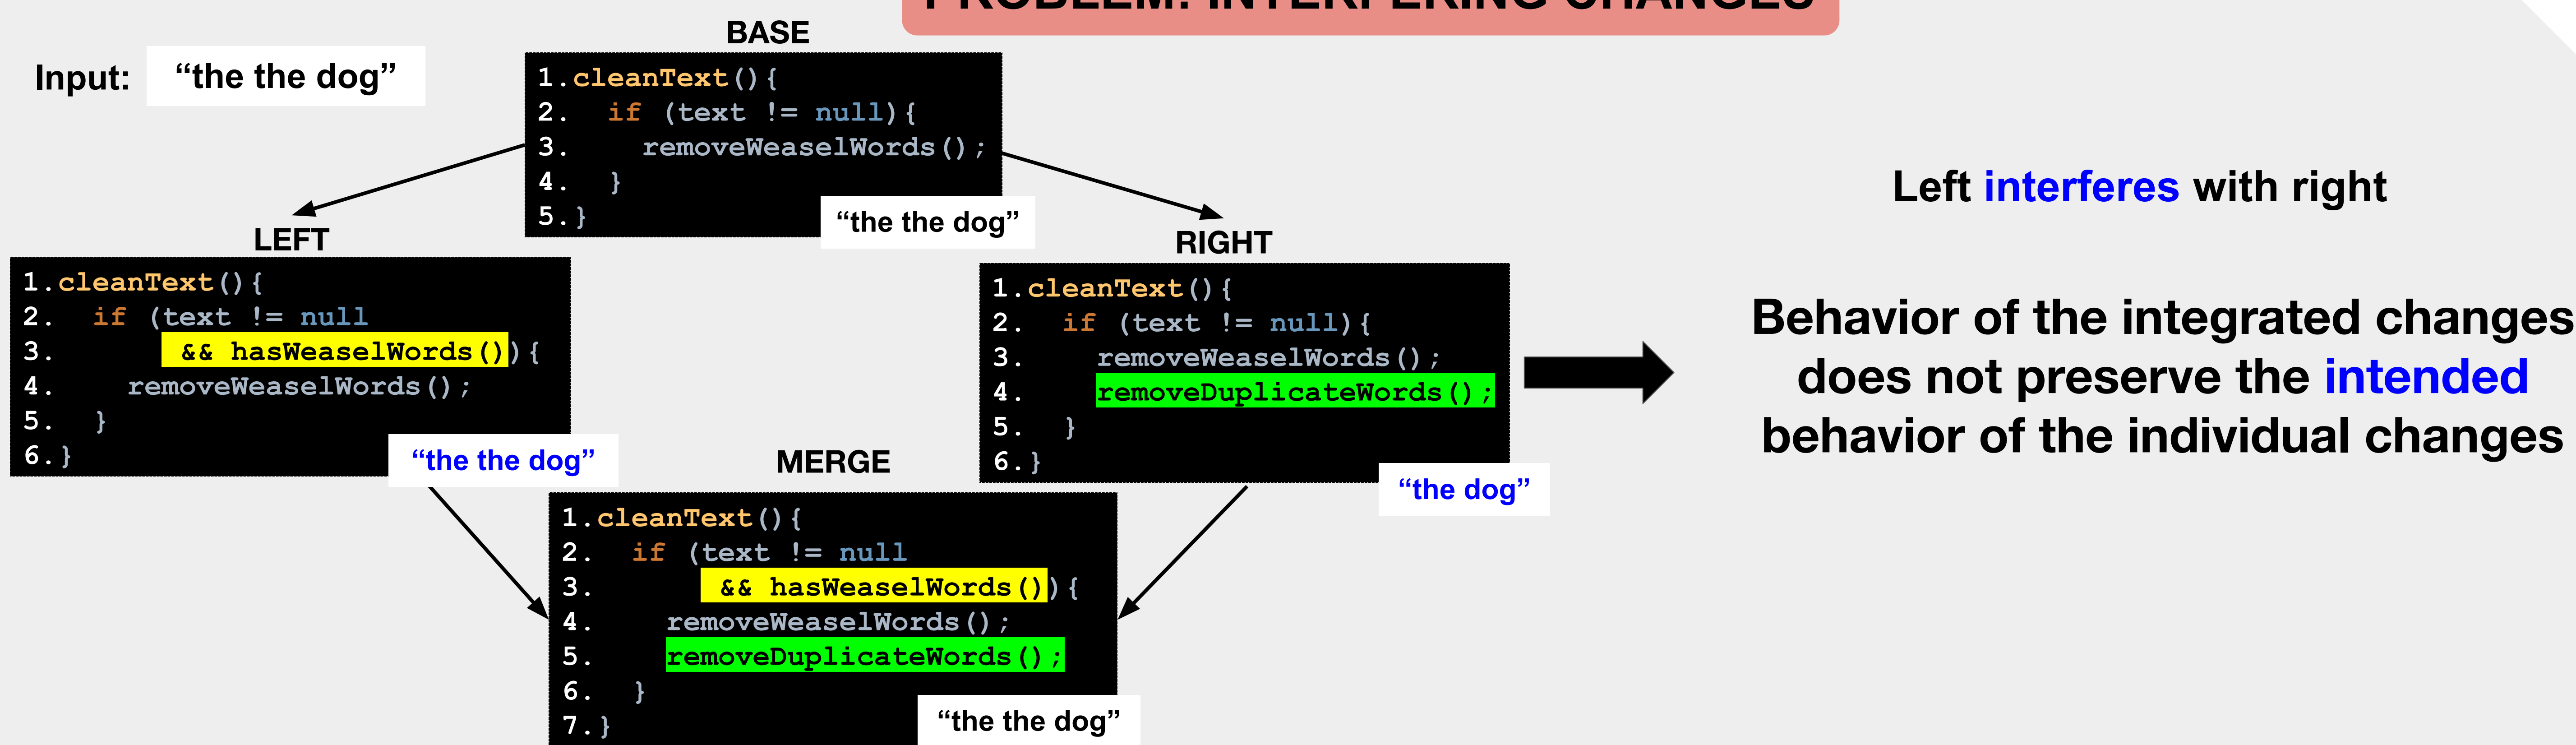 PROBLEM: INTERFERING CHANGES
BASE
Input: “the the dog”
1.cleanText(){
2.  if (text != null){
3.    removeWeaselWords();
4.  }
5.}
“the the dog”
LEFT
1.cleanText(){
2.  if (text != null
3.      && hasWeaselWords()){
4.    removeWeaselWords();
5.  }
6.}
“the the dog”
RIGHT
1.cleanText(){
2.  if (text != null){
3.    removeWeaselWords();
4.    removeDuplicateWords();
5.  }
6.}
“the dog”
MERGE
1.cleanText(){
2.  if (text != null
3.      && hasWeaselWords()){
4.    removeWeaselWords();
5.    removeDuplicateWords();
6.  }
7.}
“the the dog”
Left interferes with right
Behavior of the integrated changes
does not preserve the intended
behavior of the individual changes